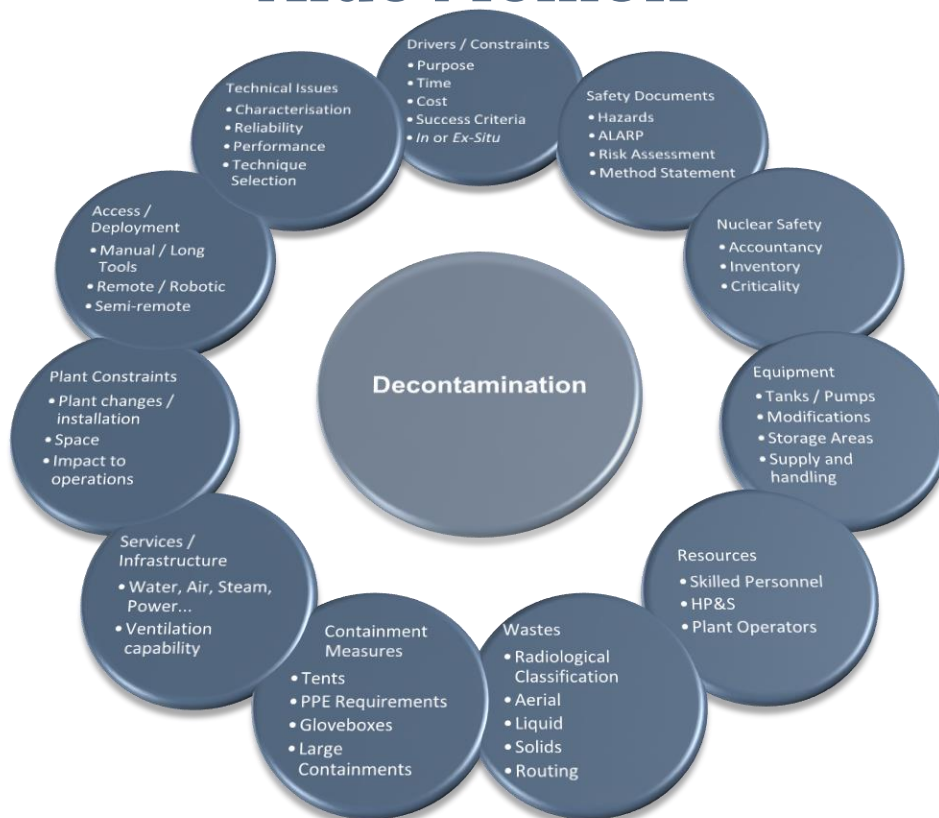 Drivers / Constraints
• Purpose
• Time
• Cost
• Success Criteria
• In or Ex-Situ
Safety Documents
• Hazards
• ALARP
• Risk Assessment
• Method Statement
Nuclear Safety
• Accountancy
• Inventory
• Criticality
Equipment
• Tanks / Pumps
• Modifications
• Storage Areas
• Supply and
handling
Resources
• Skilled Personnel
• HP&S
• Plant Operators
Wastes
• Radiological
Classification
• Aerial
• Liquid
• Solids
• Routing
Containment
Measures
• Tents
• PPE Requirements
• Gloveboxes
• Large
Containments
Services /
Infrastructure
• Water, Air, Steam,
Power...
• Ventilation
capability
Plant Constraints
• Plant changes /
installation
• Space
• Impact to
operations
Access /
Deployment
• Manual / Long
Tools
• Remote / Robotic
• Semi-remote
Technical Issues
• Characterisation
• Reliability
• Performance
• Technique
Selection
Decontamination